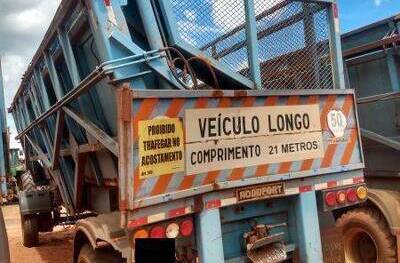 PROIBIDO
TRAFEGAR NO
ACOSTAMENTO
VEÍCULO LONGO
COMPRIMENTO 21 METROS
50
RODOFORT